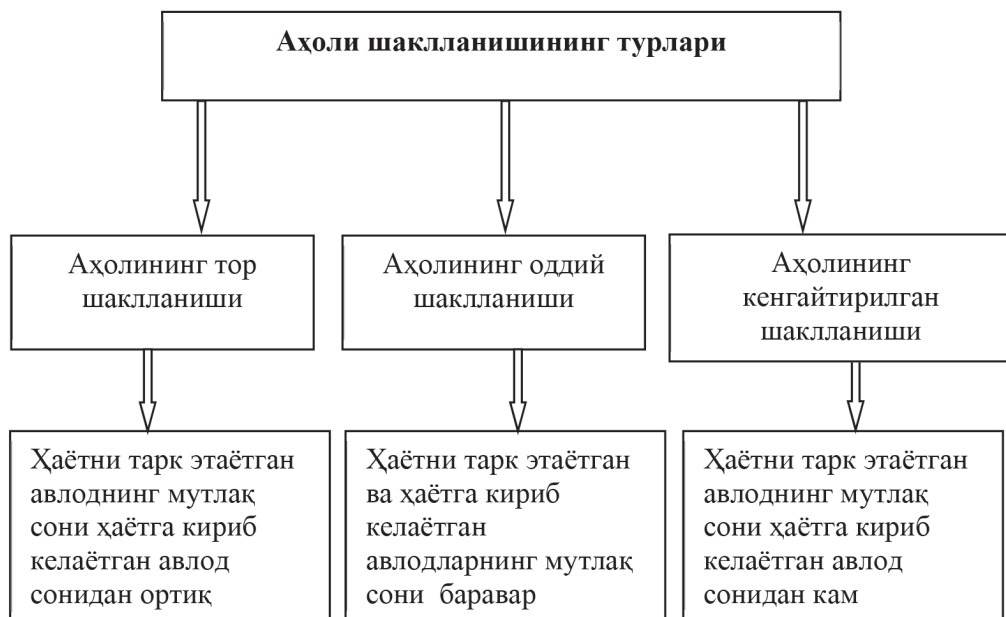 Аҳоли шаклланишининг турлари
Аҳолининг тор
шаклланиши
Аҳолининг оддий
шаклланиши
Аҳолининг
кенгайтирилган
шаклланиши
Ҳаётни тарк этаётган
авлоднинг мутлақ
сони ҳаётга кириб
келаётган авлод
сонидан ортиқ
Ҳаётни тарк этаётган
ва ҳаётга кириб
келаётган
авлодларнинг мутлақ
сони баравар
Ҳаётни тарк этаётган
авлоднинг мутлақ
сони ҳаётга кириб
келаётган авлод
сонидан кам